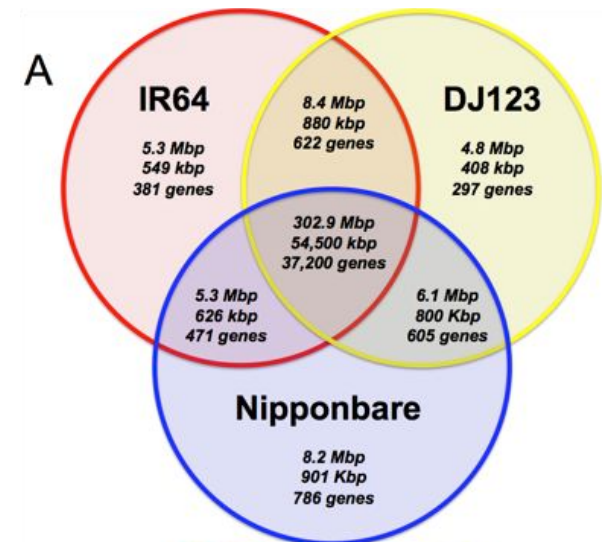 A
IR64
5.3 Mbp
549 kbp
381 genes
8.4 Mbp
880 kbp
622 genes
DJ123
4.8 Mbp
408 kbp
297 genes
302.9 Mbp
54,500 kbp
37,200 genes
5.3 Mbp
626 kbp
471 genes
6.1 Mbp
800 Kbp
605 genes
Nipponbare
8.2 Mbp
901 Kbp
786 genes